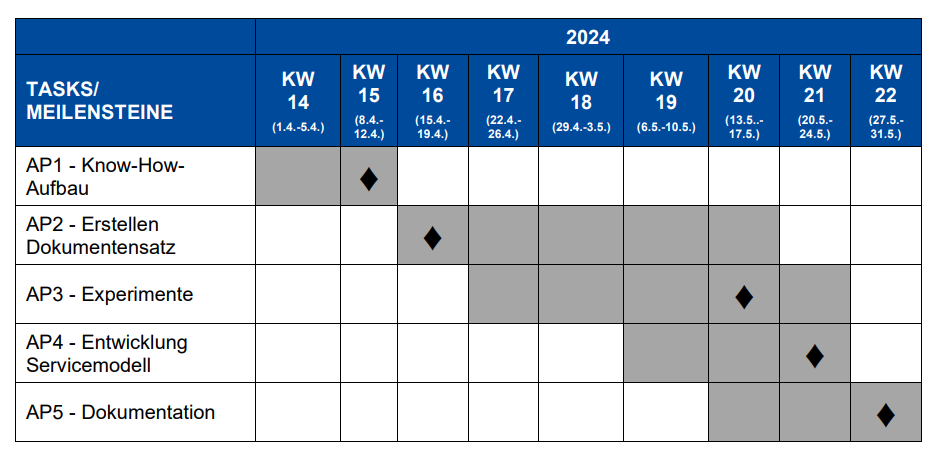 2024
TASKS/
MEILENSTEINE
KW
14
(1.4.-5.4.)
KW
15
(8.4.-
12.4.)
KW
16
(15.4.-
19.4.)
KW
17
(22.4.-
26.4.)
KW
18
(29.4.-3.5.)
KW
19
(6.5.-10.5.)
KW
20
(13.5..-
17.5.)
KW
21
(20.5.-
24.5.)
KW
22
(27.5.-
31.5.)
AP1 - Know-How-
Aufbau
AP2 - Erstellen
Dokumentensatz
AP3 - Experimente
AP4 - Entwicklung
Servicemodell
AP5 - Dokumentation